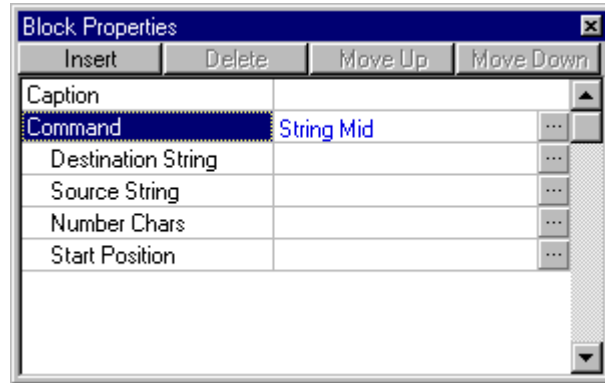 Block Properties
Insert Delete Move Up Move Down
Caption
Command String Mid ...
Destination String ...
Source String ...
Number Chars ...
Start Position ...